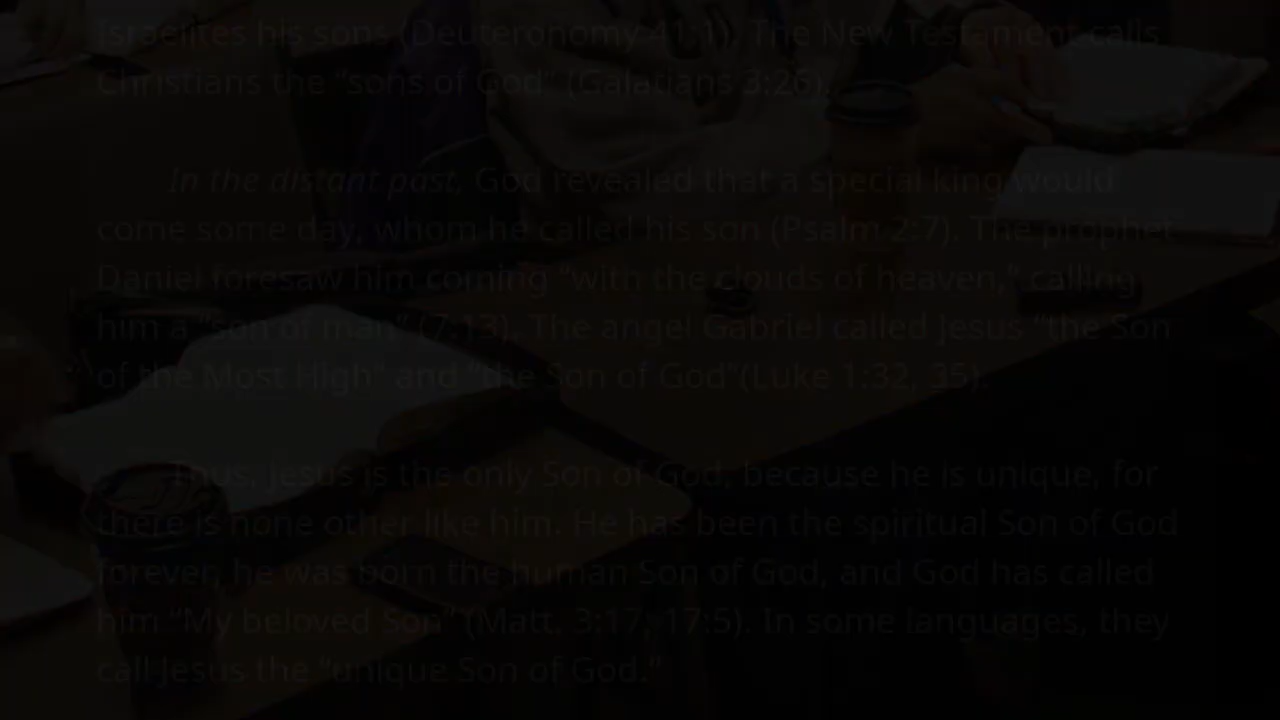 Israelites his sons (Deuteronomy 41:1). The New Testament calls
Christians the “sons of God” (Galatians 3:26).
In the distant past, God revealed that a special king would
come some day, whom he called his son (Psalm 2:7). The prophet
Daniel foresaw him coming “with the clouds of heaven,” calling
him a “son of man” (7:13). The angel Gabriel called Jesus “the Son
of the Most High” and “the Son of God”(Luke 1:32, 35).
Thus, Jesus is the only Son of God, because he is unique, for
there is none other like him. He has been the spiritual Son of God
forever, he was born the human Son of God, and God has called
him “My beloved Son” (Matt. 3:17, 17:5). In some languages, they
call Jesus the “unique Son of God.”